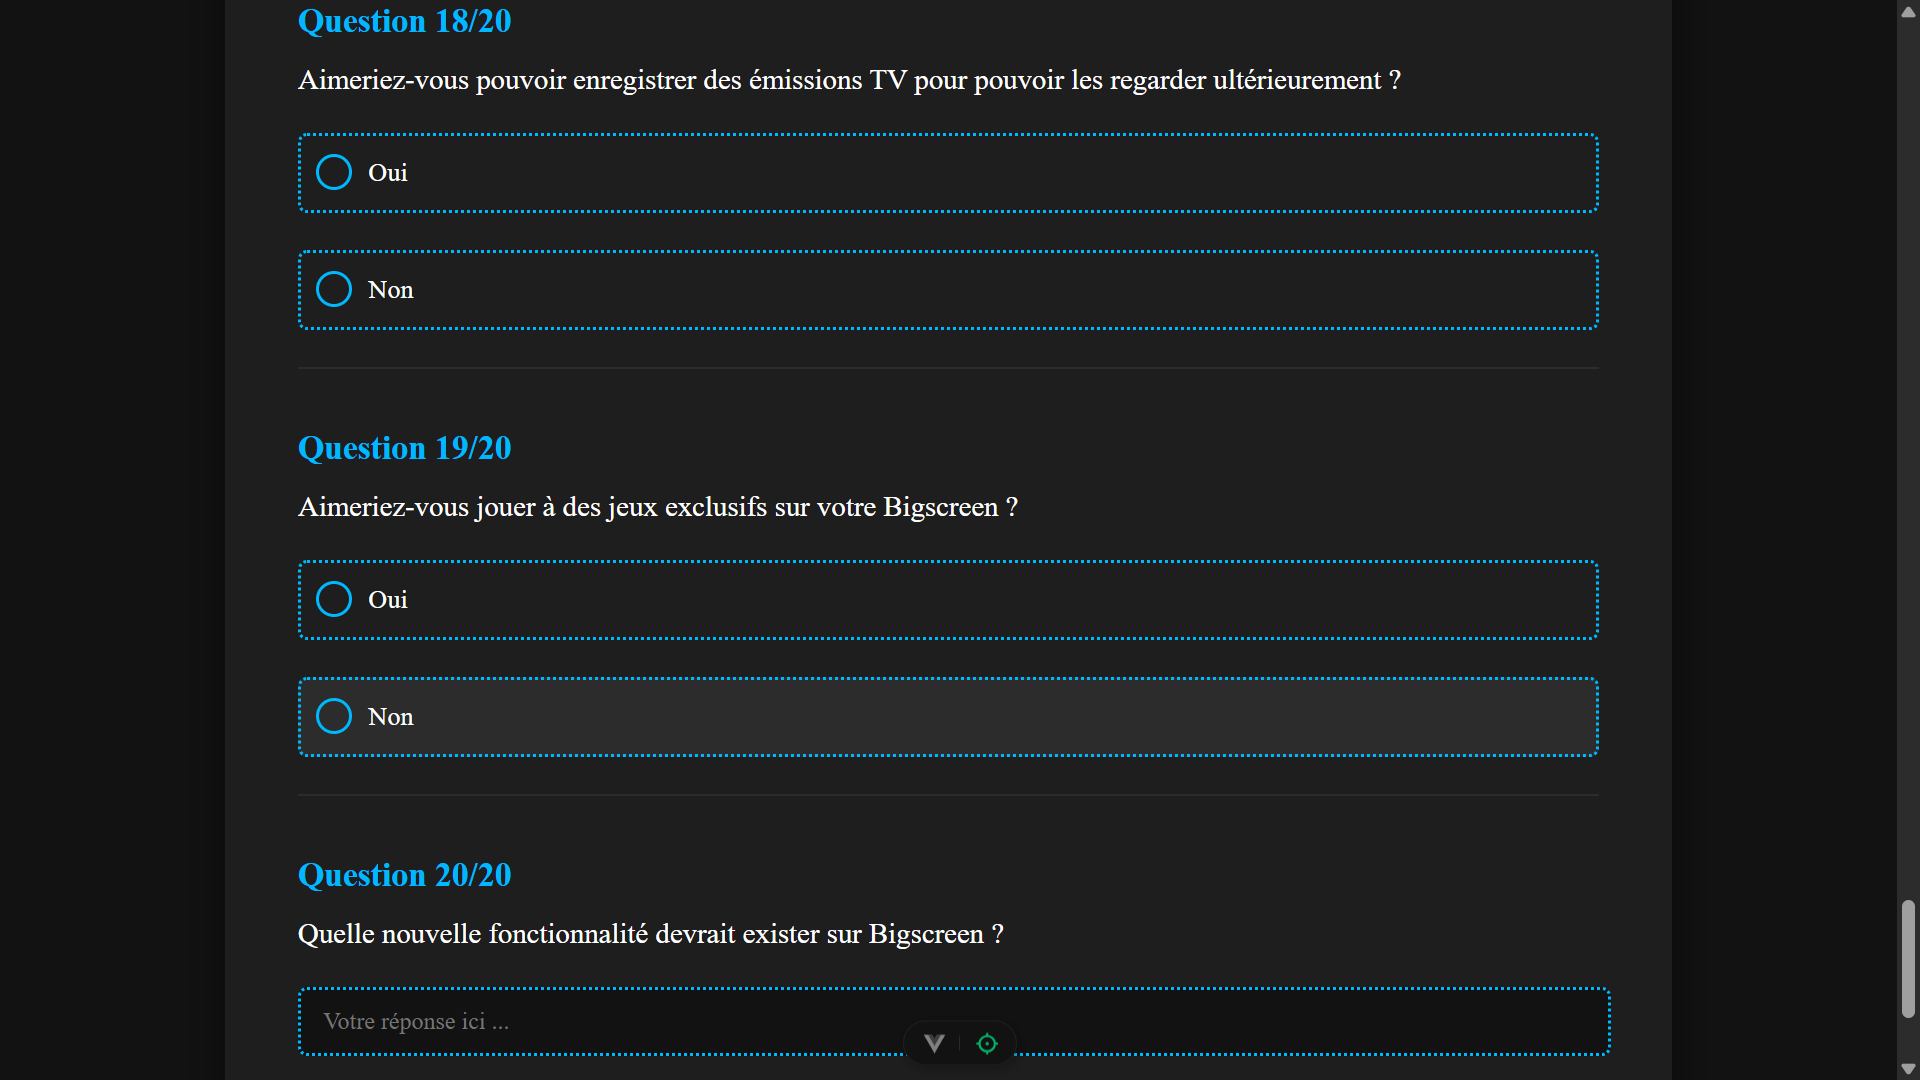 Question 18/20
Aimeriez-vous pouvoir enregistrer des émissions TV pour pouvoir les regarder ultérieurement ?
Oui
Non
Question 19/20
Aimeriez-vous jouer à des jeux exclusifs sur votre Bigscreen ?
Oui
Non
Question 20/20
Quelle nouvelle fonctionnalité devrait exister sur Bigscreen ?
Votre réponse ici ...